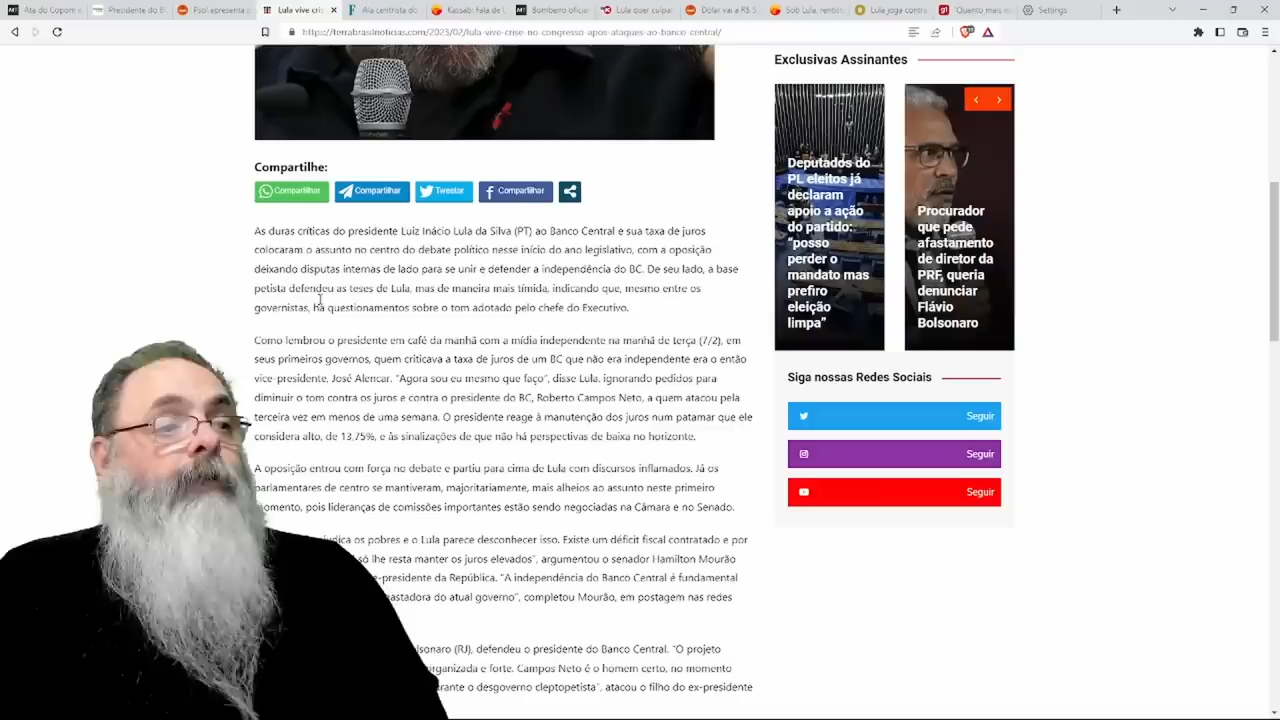 Ata do Copom
Presidente do B
Psol apresenta
Lula vive cris
Ala centrista do
Kassab: Fala de L
Bombeiro oficial
Lula quer culpa
Dólar vai a R$ 5
Sob Lula, rentis
Lula joga contra
"Quanto mais
Settings
https://terrabrasilnoticias.com/2023/02/lula-vive-crise-no-congresso-apos-ataques-ao-banco-central/
Compartilhe:
Compartilhar
Compartilhar
Tweetar
Compartilhar
As duras críticas do presidente Luiz Inácio Lula da Silva (PT) ao Banco Central e sua taxa de juros
colocaram o assunto no centro do debate político nesse início do ano legislativo, com a oposição
deixando disputas internas de lado para se unir e defender a independência do BC. De seu lado, a base
petista defendeu as teses de Lula, mas de maneira mais tímida, indicando que, mesmo entre os
governistas, há questionamentos sobre o tom adotado pelo chefe do Executivo.
Como lembrou o presidente em café da manhã com a mídia independente na manhã de terça (7/2), em
seus primeiros governos, quem criticava a taxa de juros de um BC que não era independente era o então
vice-presidente, José Alencar. "Agora sou eu mesmo que faço", disse Lula, ignorando pedidos para
diminuir o tom contra os juros e contra o presidente do BC, Roberto Campos Neto, a quem atacou pela
terceira vez em menos de uma semana. O presidente reage à manutenção dos juros num patamar que ele
considera alto, de 13,75%, e às sinalizações de que não há perspectivas de baixa no horizonte.
A oposição entrou com força no debate e partiu para cima de Lula com discursos inflamados. Já os
parlamentares de centro se mantiveram, majoritariamente, mais alheios ao assunto neste primeiro
momento, pois lideranças de comissões importantes estão sendo negociadas na Câmara e no Senado.
os pobres e o Lula parece desconhecer isso. Existe um déficit fiscal contratado e por
só lhe resta manter os juros elevados", argumentou o senador Hamilton Mourão
e-presidente da República. "A independência do Banco Central é fundamental
astadora do atual governo", completou Mourão, em postagem nas redes
olsonaro (RJ), defendeu o presidente do Banco Central. "O projeto
organizada e forte. Campos Neto é o homem certo, no momento
rante o desgoverno cleptopetista", atacou o filho do ex-presidente
Exclusivas Assinantes
Deputados do
PL eleitos já
declaram
apoio a ação
do partido:
"posso
perder o
mandato mas
prefiro
eleição
limpa"
Procurador
que pede
afastamento
de diretor da
PRF, queria
denunciar
Flávio
Bolsonaro
Siga nossas Redes Sociais
Seguir
Seguir
Seguir